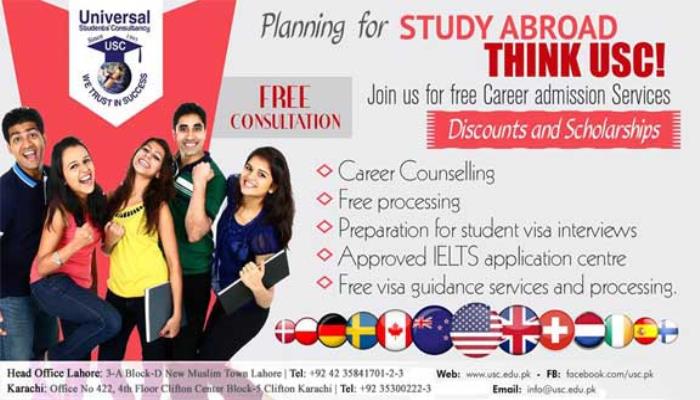 Universal
Students' Consultancy
Since 1993
USC
WE TRUST IN SUCCESS
Planning for STUDY ABROAD
THINK USC!
FREE
CONSULTATION
Join us for free Career admission Services
Discounts and Scholarships
Career Counselling
Free processing
Preparation for student visa interviews
Approved IELTS application centre
Free visa guidance services and processing.
Head Office Lahore: 3-A Block-D New Muslim Town Lahore | Tel: +92 42 35841701-2-3 Web: www.usc.edu.pk • FB: facebook.com/usc.pk
Karachi: Office No 422, 4th Floor Clifton Center Block-5 Clifton Karachi | Tel: +92 35300222-3 Email: info@usc.edu.pk